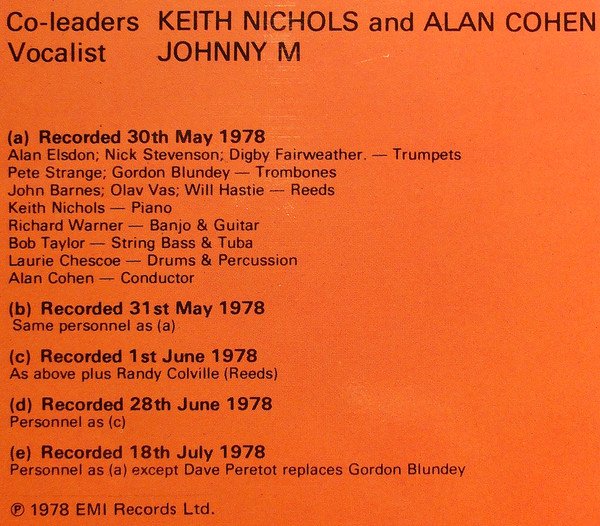 Co-leaders KEITH NICHOLS and ALAN COHEN
Vocalist JOHNNY M
(a) Recorded 30th May 1978
Alan Elsdon; Nick Stevenson; Digby Fairweather. — Trumpets
Pete Strange; Gordon Blundey — Trombones
John Barnes; Olav Vas; Will Hastie — Reeds
Keith Nichols — Piano
Richard Warner — Banjo & Guitar
Bob Taylor — String Bass & Tuba
Laurie Chescoe — Drums & Percussion
Alan Cohen — Conductor
(b) Recorded 31st May 1978
Same personnel as (a)
(c) Recorded 1st June 1978
As above plus Randy Colville (Reeds)
(d) Recorded 28th June 1978
Personnel as (c)
(e) Recorded 18th July 1978
Personnel as (a) except Dave Peretot replaces Gordon Blundey
℗ 1978 EMI Records Ltd.